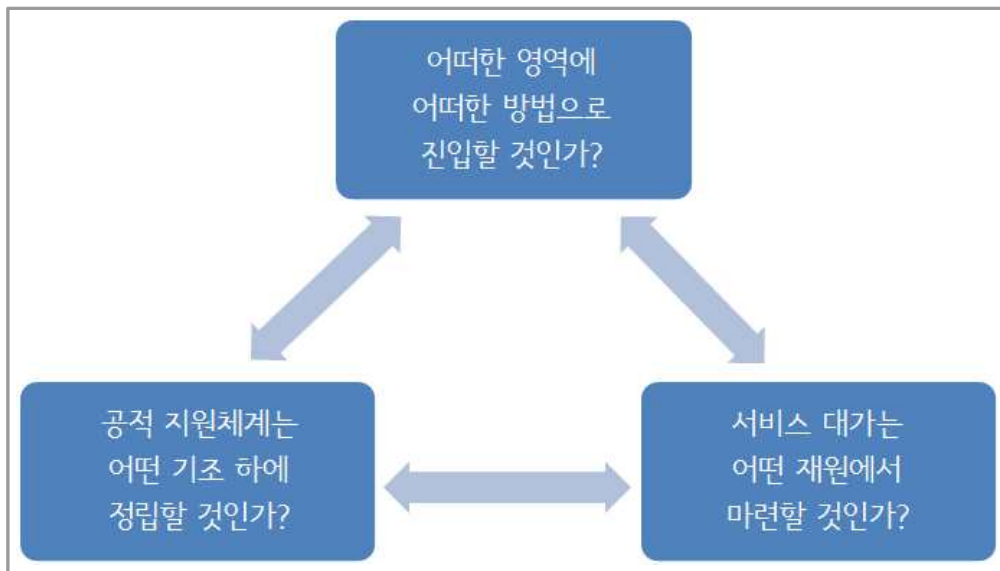 어떠한 영역에
어떠한 방법으로
진입할 것인가?
공적 지원체계는
어떤 기조 하에
정립할 것인가?
서비스 대가는
어떤 재원에서
마련할 것인가?